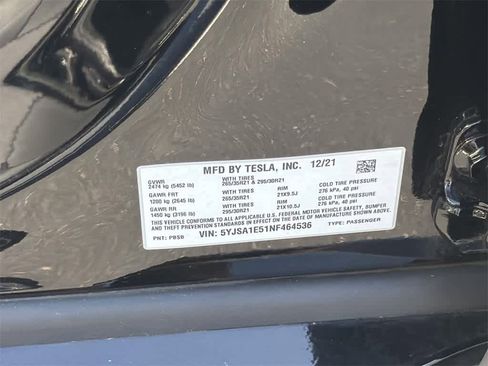 MFD BY TESLA, INC. 12/21
GVWR WITH TIRES
2474 kg (5452 lb) 265/35R21 & 295/30R21
GAWR FRT WITH TIRES RIM COLD TIRE PRESSURE
1200 kg (2645 lb) 265/35R21 21X9.5J 276 kPa, 40 psi
GAWR RR WITH TIRES RIM COLD TIRE PRESSURE
1450 kg (3196 lb) 295/30R21 21X10.5J 276 kPa, 40 psi
THIS VEHICLE CONFORMS TO ALL APPLICABLE U.S. FEDERAL MOTOR VEHICLE SAFETY, BUMPER
AND THEFT PREVENTION STANDARDS IN EFFECT ON THE DATE OF MANUFACTURE SHOWN ABOVE.
VIN: 5YJSA1E51NF464536 TYPE: PASSENGER
PNT: PBSB